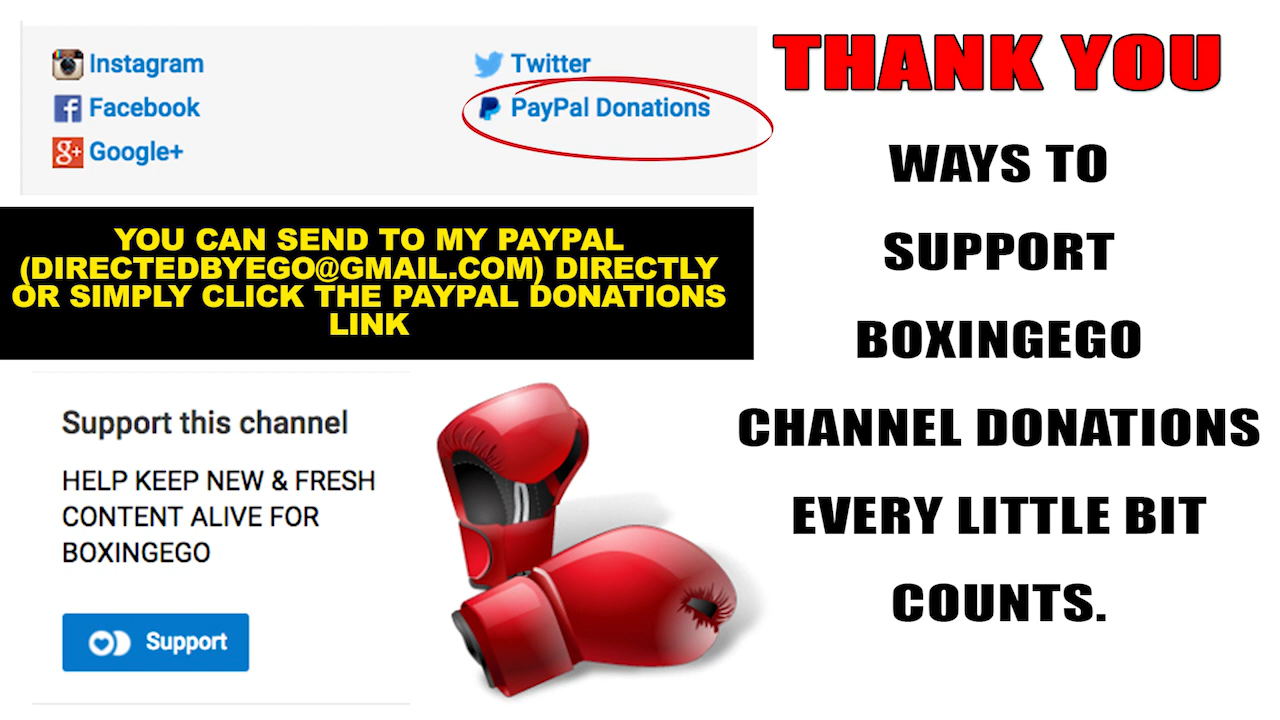 Instagram
Twitter
Facebook
PayPal Donations
Google+
YOU CAN SEND TO MY PAYPAL
(DIRECTEDBYEGO@GMAIL.COM) DIRECTLY
OR SIMPLY CLICK THE PAYPAL DONATIONS
LINK
Support this channel
HELP KEEP NEW & FRESH
CONTENT ALIVE FOR
BOXINGEGO
Support
THANK YOU
WAYS TO
SUPPORT
BOXINGEGO
CHANNEL DONATIONS
EVERY LITTLE BIT
COUNTS.